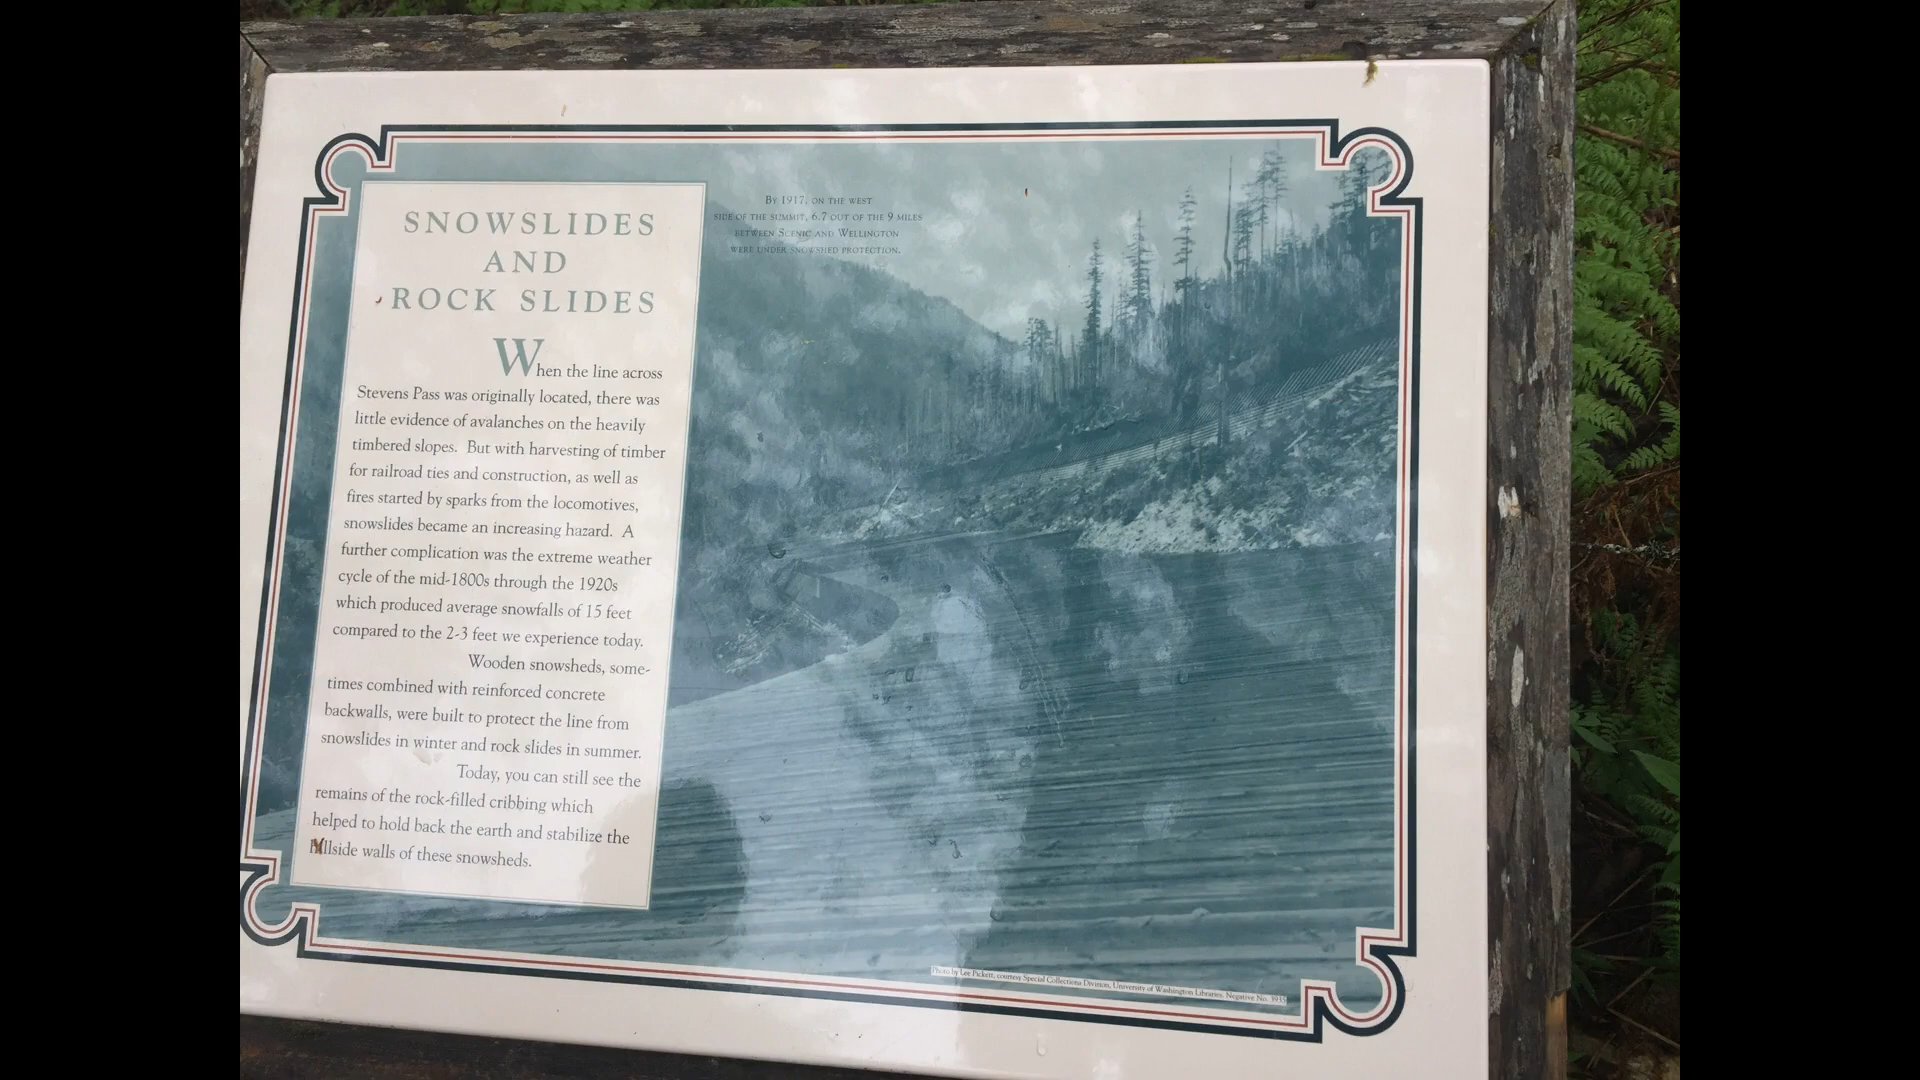 SNOWSLIDES
AND
ROCK SLIDES
When the line across
Stevens Pass was originally located, there was
little evidence of avalanches on the heavily
timbered slopes. But with harvesting of timber
for railroad ties and construction, as well as
fires started by sparks from the locomotives,
snowslides became an increasing hazard. A
further complication was the extreme weather
cycle of the mid-1800s through the 1920s
which produced average snowfalls of 15 feet
compared to the 2-3 feet we experience today.
Wooden snowsheds, some-
times combined with reinforced concrete
backwalls, were built to protect the line from
snowslides in winter and rock slides in summer.
Today, you can still see the
remains of the rock-filled cribbing which
helped to hold back the earth and stabilize the
hillside walls of these snowsheds.
BY 1917, ON THE WEST
SIDE OF THE SUMMIT, 6.7 OUT OF THE 9 MILES
BETWEEN SCENIC AND WELLINGTON
WERE UNDER SNOWSHED PROTECTION.
Photo by Lee Pickett, courtesy Special Collections Division, University of Washington Libraries, Negative No. 3935